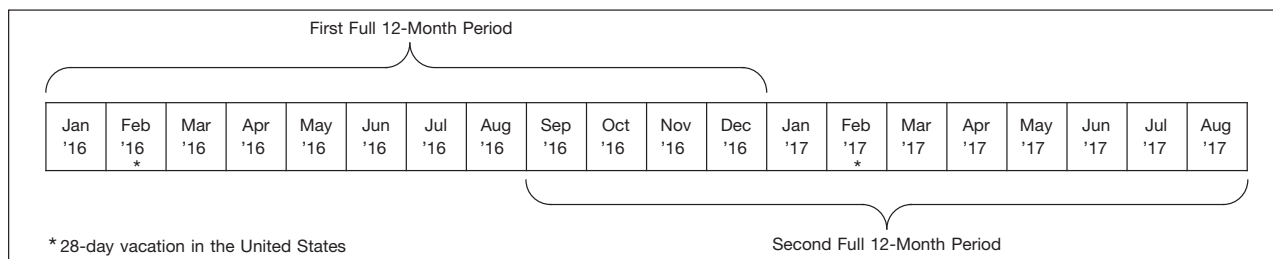 First Full 12-Month Period
Jan Feb Mar Apr May Jun Jul Aug Sep Oct Nov Dec Jan Feb Mar Apr May Jun Jul Aug
'16 '16 '16 '16 '16 '16 '16 '16 '16 '16 '16 '16 '17 '17 '17 '17 '17 '17 '17 '17
* *
* 28-day vacation in the United States
Second Full 12-Month Period